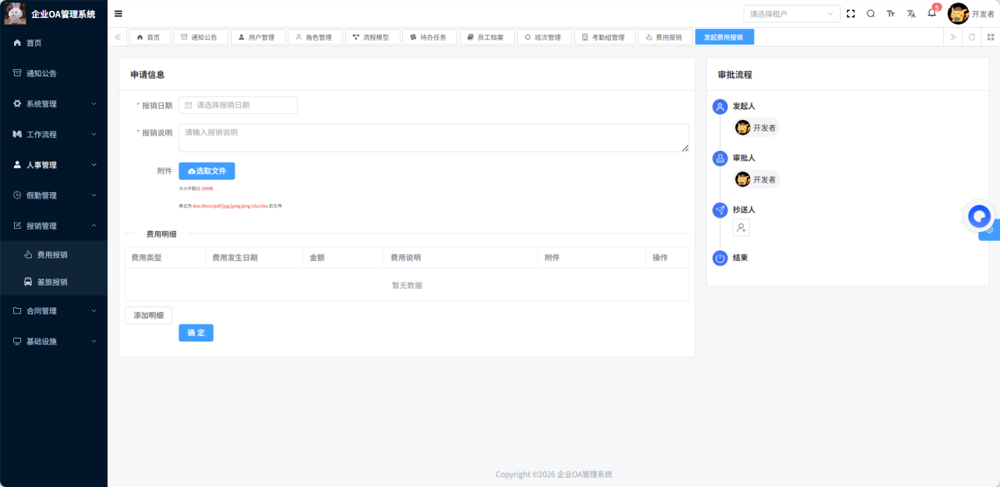 企业OA管理系统
请选择租户
5
开发者
首页
通知公告
系统管理
工作流程
人事管理
假勤管理
报销管理
费用报销
差旅报销
合同管理
基础设施
首页
通知公告
用户管理
角色管理
流程模型
待办任务
员工档案
班次管理
考勤组管理
费用报销
发起费用报销
申请信息
* 报销日期 请选择报销日期
* 报销说明 请输入报销说明
附件 选取文件
大小不超过 20MB
格式为 doc/docx/pdf/jpg/jpeg/png/xls/xlsx 的文件
费用明细
费用类型 费用发生日期 金额 费用说明 附件 操作
暂无数据
添加明细
确 定
审批流程
发起人
开发者
审批人
开发者
抄送人
结束
Copyright ©2026 企业OA管理系统